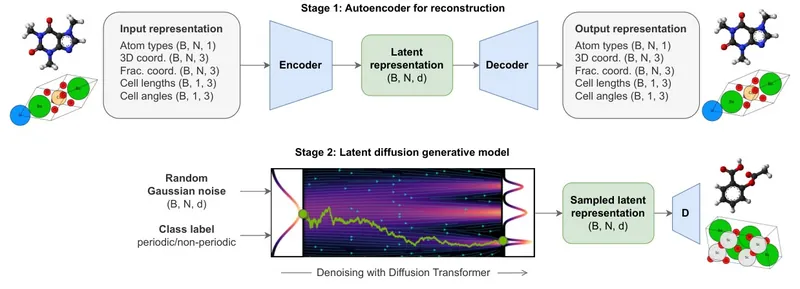 Stage 1: Autoencoder for reconstruction
Input representation
Atom types (B, N, 1)
3D coord. (B, N, 3)
Frac. coord. (B, N, 3)
Cell lengths (B, 1, 3)
Cell angles (B, 1, 3)
Encoder
Latent
representation
(B, N, d)
Decoder
Output representation
Atom types (B, N, 1)
3D coord. (B, N, 3)
Frac. coord. (B, N, 3)
Cell lengths (B, 1, 3)
Cell angles (B, 1, 3)
Stage 2: Latent diffusion generative model
Random
Gaussian noise
(B, N, d)
Class label
periodic/non-periodic
Denoising with Diffusion Transformer
Sampled latent
representation
(B, N, d)
D